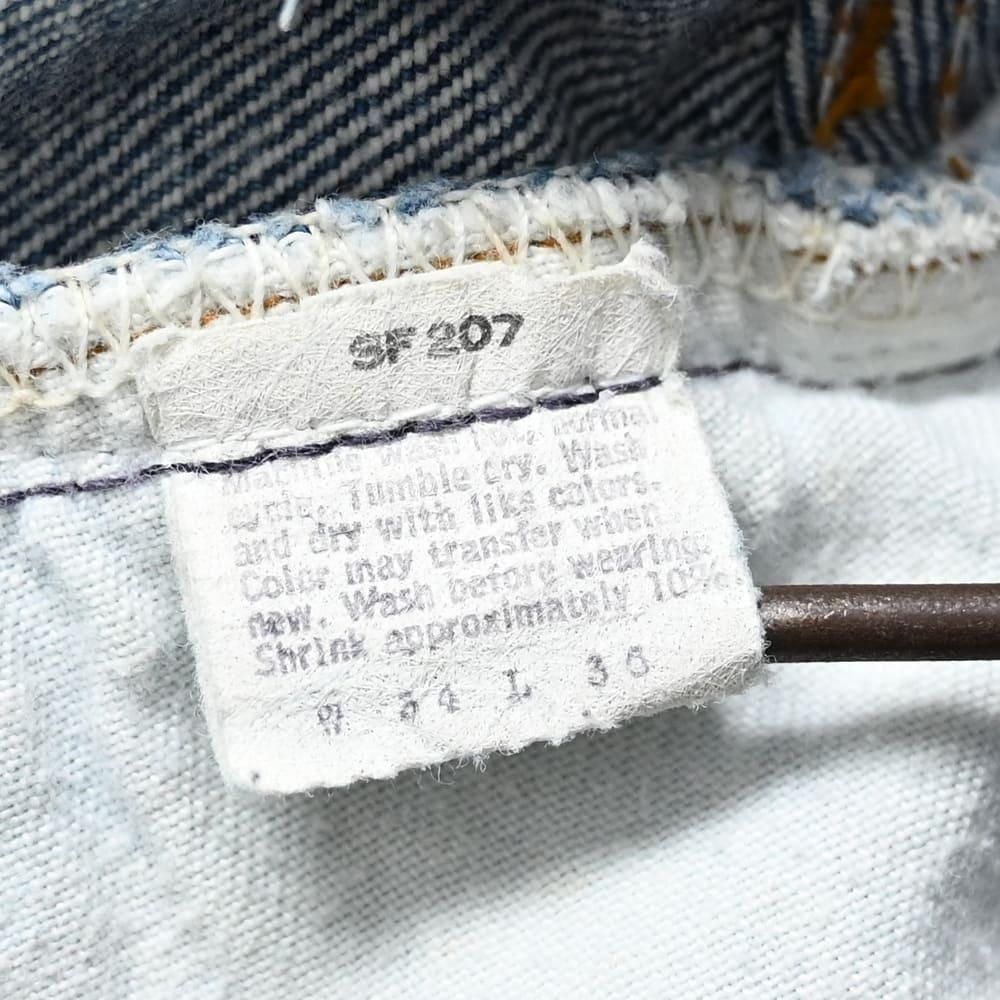 SF 207
Machine wash hot, normal
cycle. Tumble dry. Wash
and dry with like colors.
Color may transfer when
new. Wash before wearing.
Shrink approximately 10%.
W 34 L 36